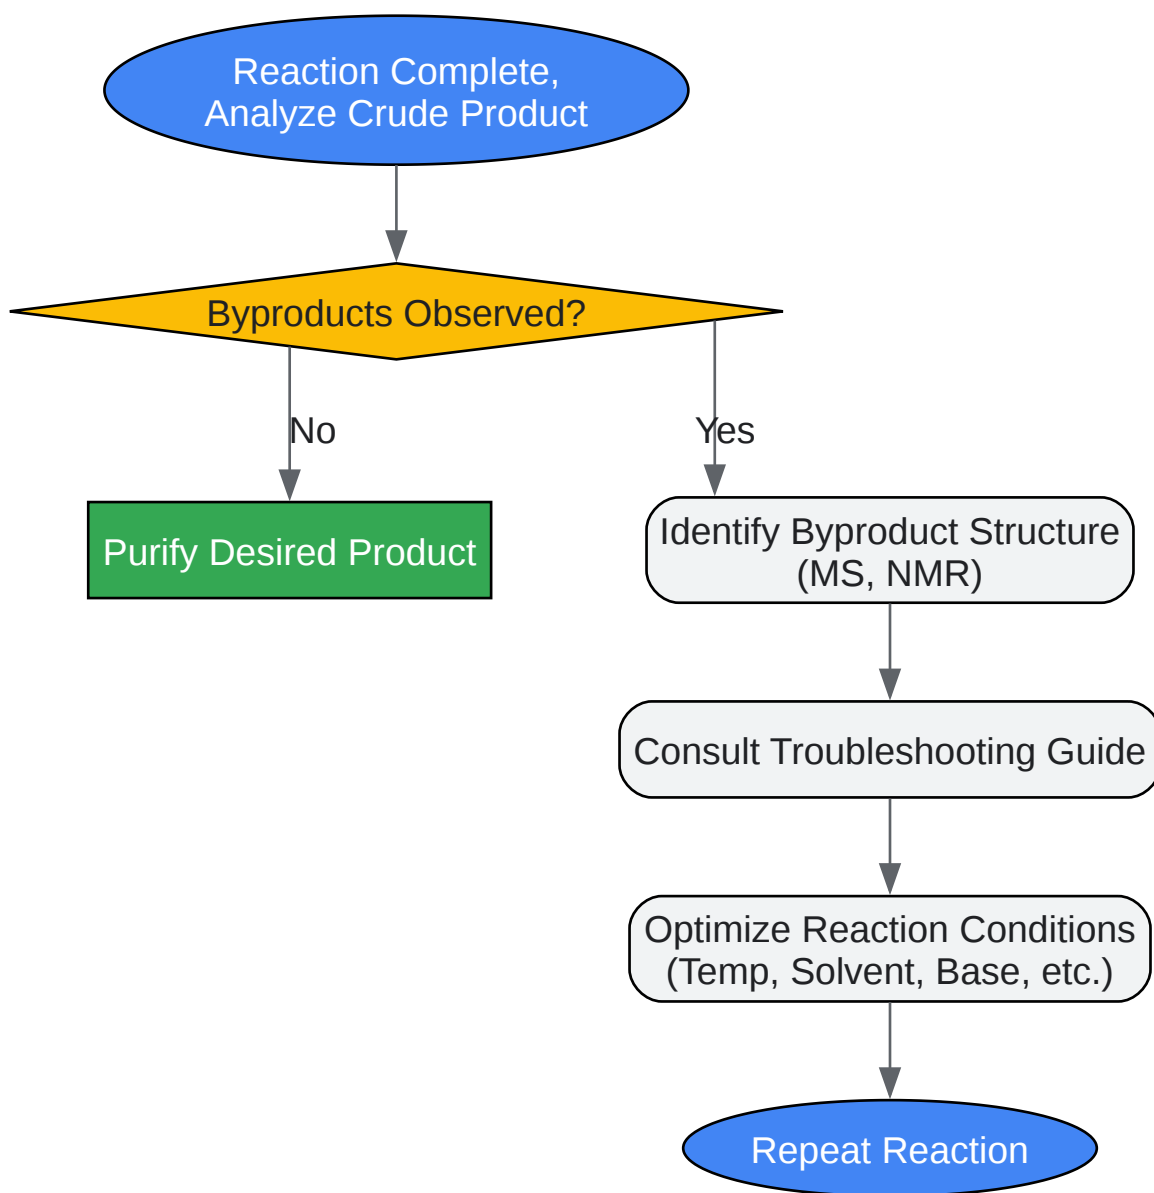 Reaction Complete,
Analyze Crude Product
Byproducts Observed?
No
Yes
Purify Desired Product
Identify Byproduct Structure
(MS, NMR)
Consult Troubleshooting Guide
Optimize Reaction Conditions
(Temp, Solvent, Base, etc.)
Repeat Reaction